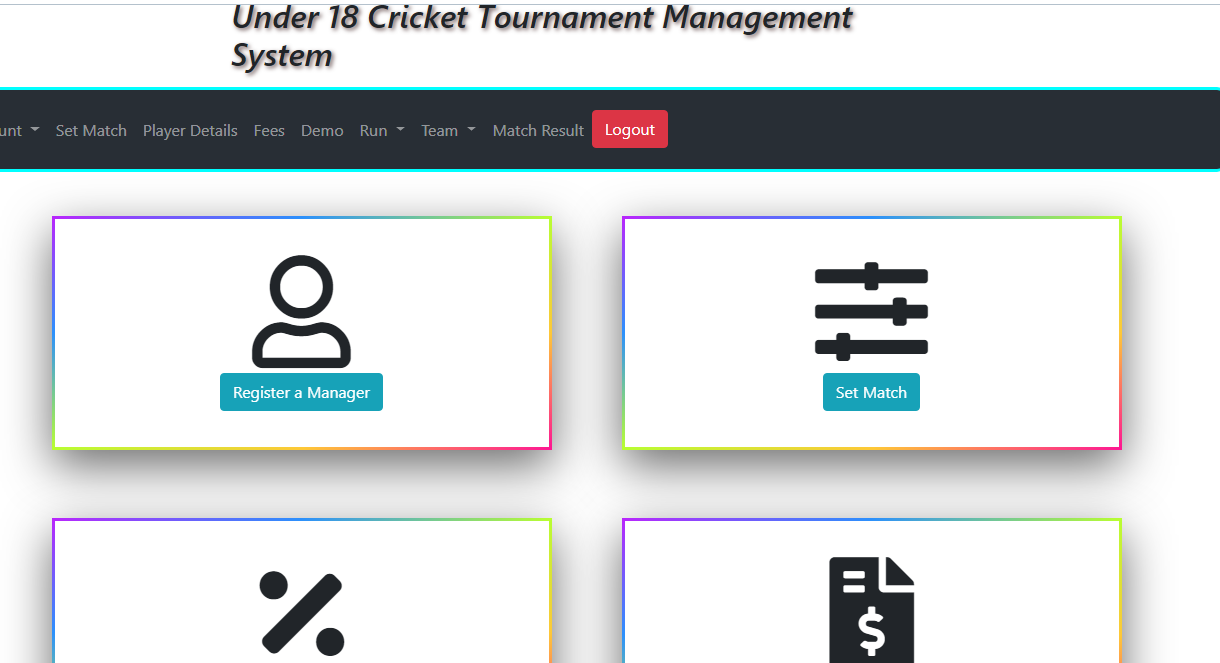 Under 18 Cricket Tournament Management
System
unt Set Match Player Details Fees Demo Run Team Match Result Logout
Register a Manager Set Match